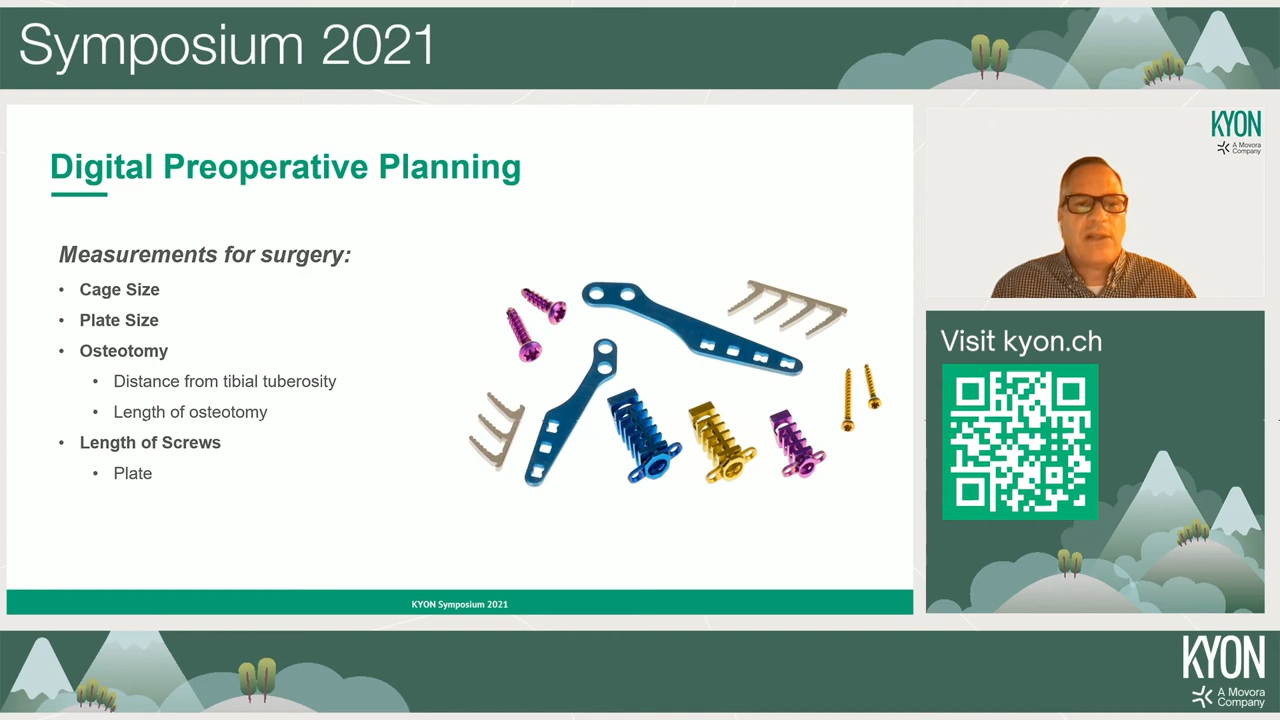 Symposium 2021
Digital Preoperative Planning
Measurements for surgery:
• Cage Size
• Plate Size
• Osteotomy
• Distance from tibial tuberosity
• Length of osteotomy
• Length of Screws
• Plate
KYON Symposium 2021
KYON
A Movora
Company
Visit kyon.ch
KYON
A Movora
Company